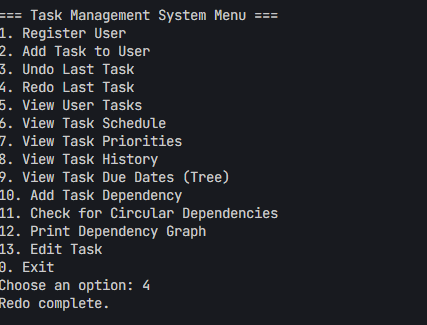 === Task Management System Menu ===
1. Register User
2. Add Task to User
3. Undo Last Task
4. Redo Last Task
5. View User Tasks
6. View Task Schedule
7. View Task Priorities
8. View Task History
9. View Task Due Dates (Tree)
10. Add Task Dependency
11. Check for Circular Dependencies
12. Print Dependency Graph
13. Edit Task
0. Exit
Choose an option: 4
Redo complete.